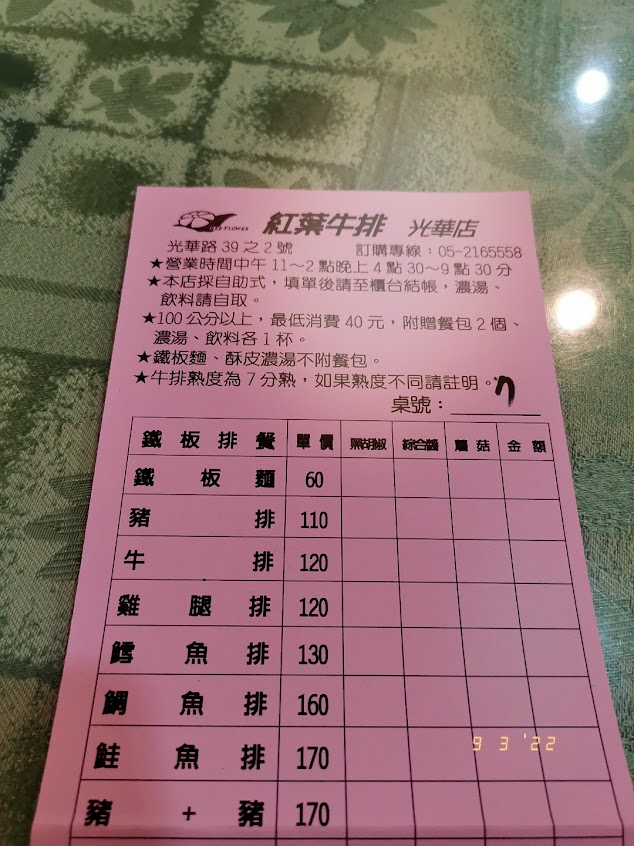 RED FLOWER 紅葉牛排 光華店
光華路39之2號 訂購專線：05-2165558
★營業時間中午11～2點晚上4點30～9點30分
★本店採自助式，填單後請至櫃台結帳，濃湯、
飲料請自取。
★100公分以上，最低消費40元，附贈餐包2個、
濃湯、飲料各1杯。
★鐵板麵、酥皮濃湯不附餐包。
★牛排熟度為7分熟，如果熟度不同請註明。
桌號：7
鐵板排餐 單價 黑胡椒 綜合醬 蘑菇 金額
鐵板麵 60
豬排 110
牛排 120
雞腿排 120
鱈魚排 130
鯛魚排 160
鮭魚排 170
豬+豬 170
9 3 '22